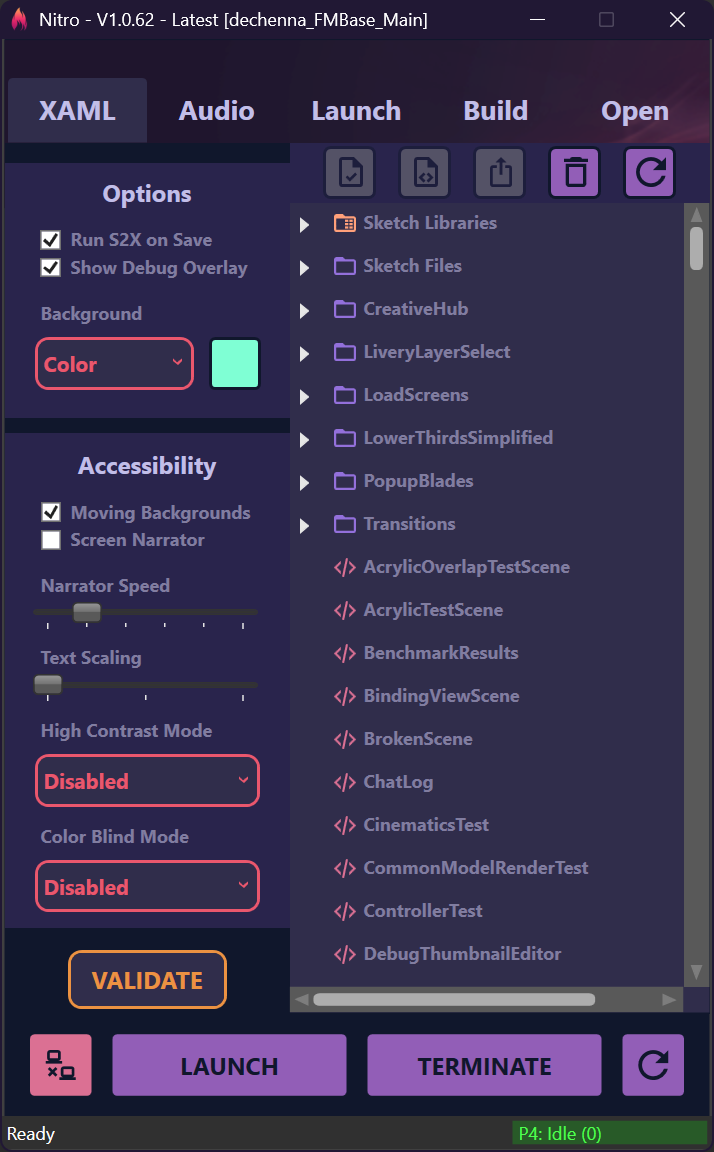 Nitro - V1.0.62 - Latest [dechenna_FMBase_Main]
XAML Audio Launch Build Open
Options
Run S2X on Save
Show Debug Overlay
Background
Color
Accessibility
Moving Backgrounds
Screen Narrator
Narrator Speed
Text Scaling
High Contrast Mode
Disabled
Color Blind Mode
Disabled
VALIDATE
Sketch Libraries
Sketch Files
CreativeHub
LiveryLayerSelect
LoadScreens
LowerThirdsSimplified
PopupBlades
Transitions
AcrylicOverlapTestScene
AcrylicTestScene
BenchmarkResults
BindingViewScene
BrokenScene
ChatLog
CinematicsTest
CommonModelRenderTest
ControllerTest
DebugThumbnailEditor
LAUNCH TERMINATE
Ready P4: Idle (0)